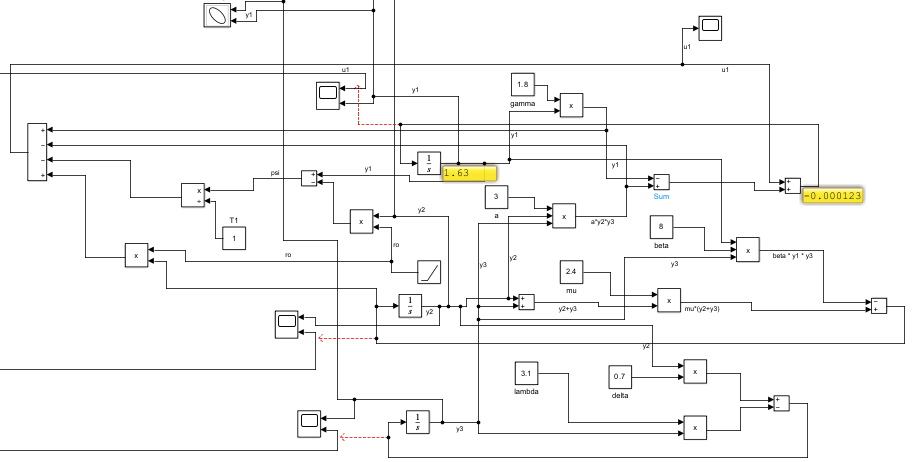 y1
u1
u1
u1
y1
1.8
gamma
x
y1
+
−
−
+
1
s
y1
1.63
psi
+
−
y1
−
+
Sum
+
+
-0.000123
x
÷
T1
1
3
a
x
a*y2*y3
y2
x
ro
8
beta
x
beta * y1 * y3
x
ro
y3
y2
y3
2.4
mu
x
mu*(y2+y3)
1
s
y2
+
+
y2+y3
−
+
y2
3.1
lambda
0.7
delta
x
+
−
1
s
y3
x